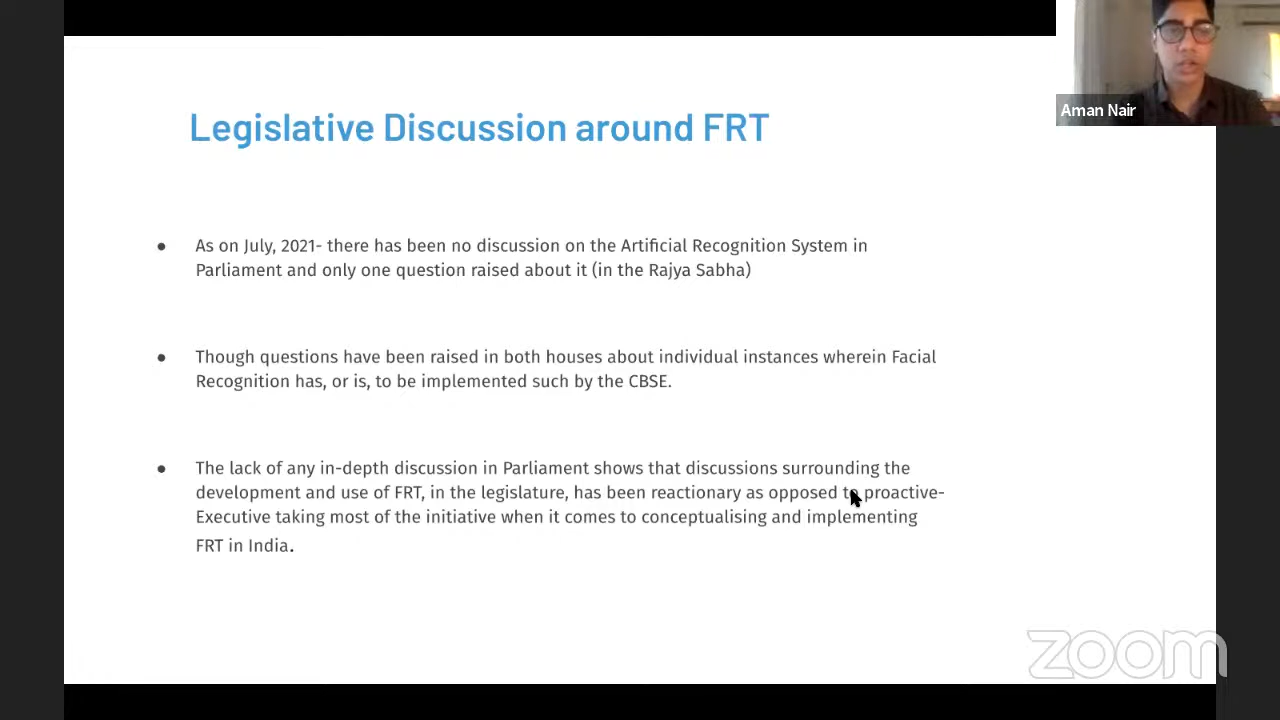 Legislative Discussion around FRT
Aman Nair
● As on July, 2021- there has been no discussion on the Artificial Recognition System in
Parliament and only one question raised about it (in the Rajya Sabha)
● Though questions have been raised in both houses about individual instances wherein Facial
Recognition has, or is, to be implemented such by the CBSE.
● The lack of any in-depth discussion in Parliament shows that discussions surrounding the
development and use of FRT, in the legislature, has been reactionary as opposed to proactive-
Executive taking most of the initiative when it comes to conceptualising and implementing
FRT in India.
zoom